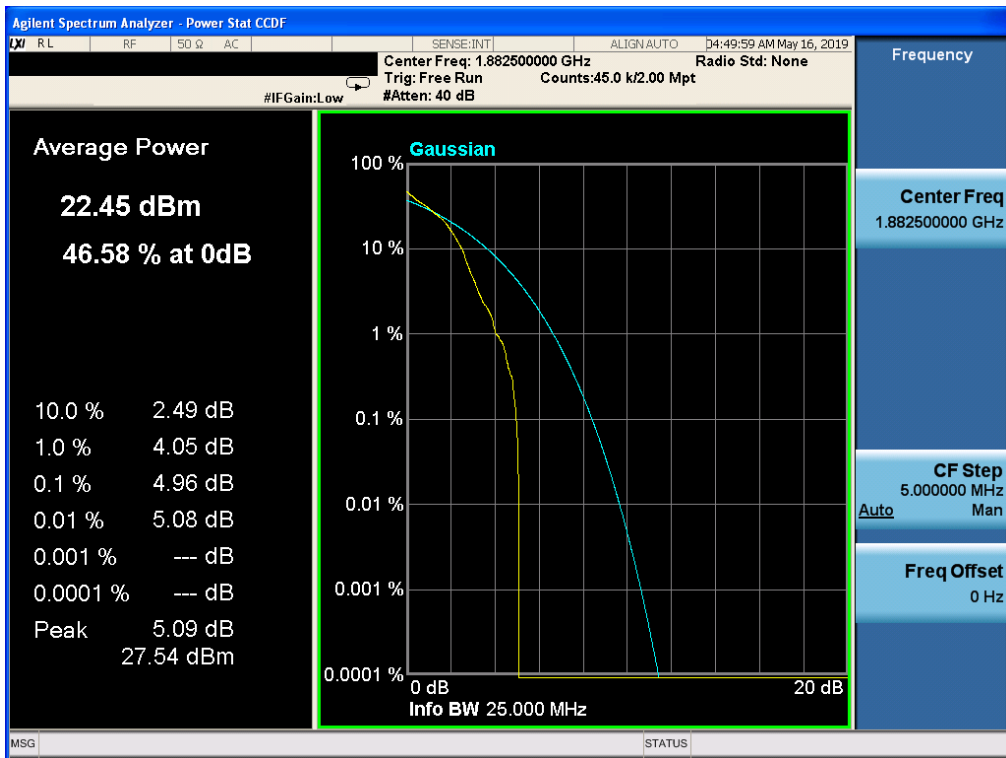 Agilent Spectrum Analyzer - Power Stat CCDF
LXI RL RF 50 Ω AC SENSE:INT ALIGN AUTO 04:49:59 AM May 16, 2019
Center Freq: 1.882500000 GHz Radio Std: None
Trig: Free Run Counts:45.0 k/2.00 Mpt
#IFGain:Low #Atten: 40 dB
Frequency
Average Power
22.45 dBm
46.58 % at 0dB
10.0 % 2.49 dB
1.0 % 4.05 dB
0.1 % 4.96 dB
0.01 % 5.08 dB
0.001 % --- dB
0.0001 % --- dB
Peak 5.09 dB
27.54 dBm
Gaussian
100 %
10 %
1 %
0.1 %
0.01 %
0.001 %
0.0001 %
0 dB 20 dB
Info BW 25.000 MHz
Center Freq
1.882500000 GHz
CF Step
5.000000 MHz
Auto Man
Freq Offset
0 Hz
MSG STATUS